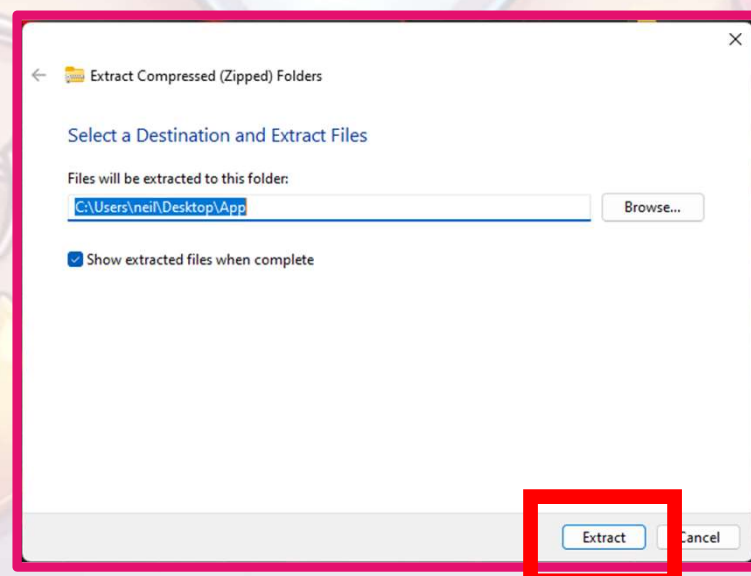 Extract Compressed (Zipped) Folders
Select a Destination and Extract Files
Files will be extracted to this folder:
C:\Users\neil\Desktop\App
Browse...
Show extracted files when complete
Extract
Cancel